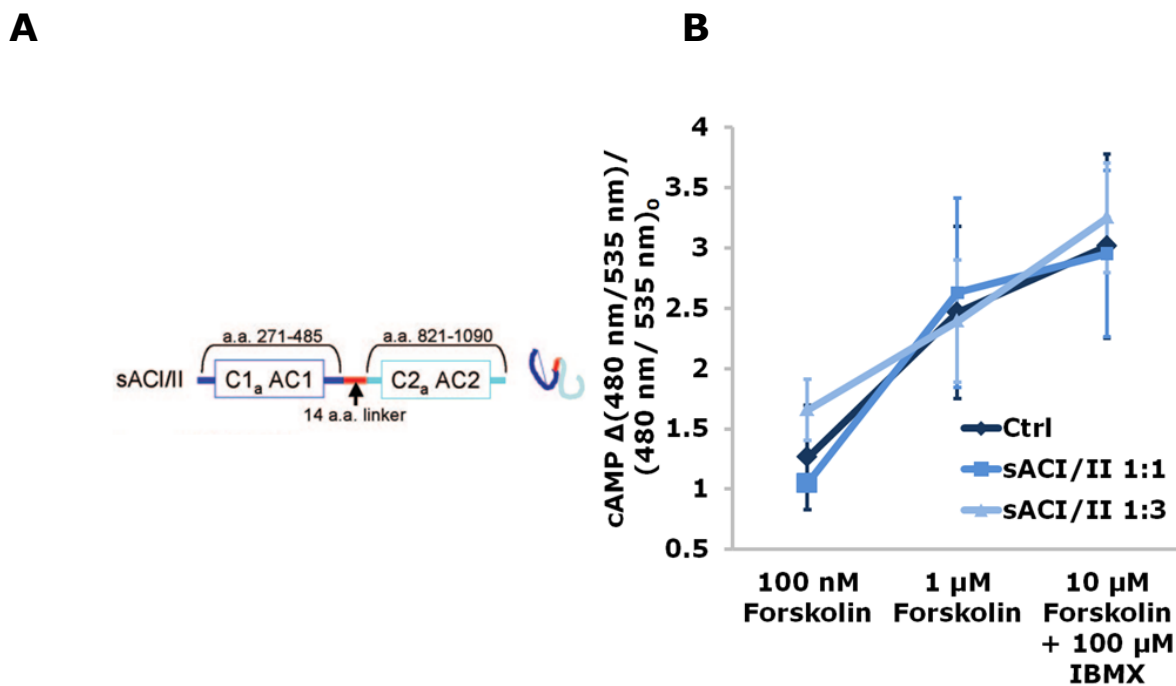 A
a.a. 271-485
a.a. 821-1090
sACI/II
C1a AC1
C2a AC2
14 a.a. linker
B
cAMP Δ(480 nm/535 nm)/
(480 nm/ 535 nm)0
4
3.5
3
2.5
2
1.5
1
0.5
Ctrl
sACI/II 1:1
sACI/II 1:3
100 nM
Forskolin
1 µM
Forskolin
10 µM
Forskolin
+ 100 µM
IBMX